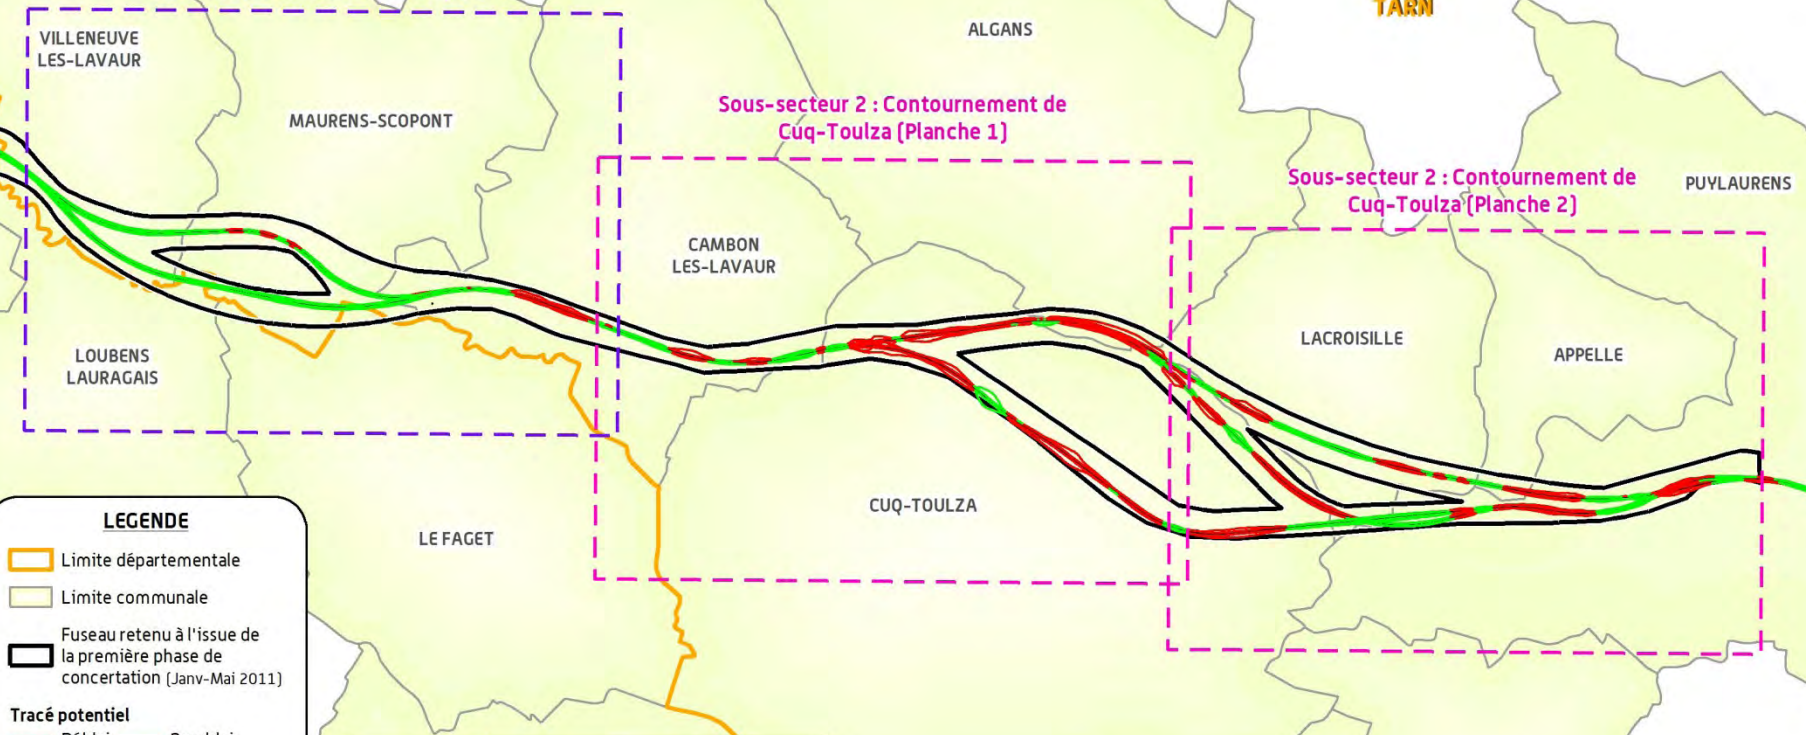 TARN
VILLENEUVE
LES-LAVAUR
ALGANS
MAURENS-SCOPONT
Sous-secteur 2 : Contournement de
Cuq-Toulza (Planche 1)
Sous-secteur 2 : Contournement de
Cuq-Toulza (Planche 2)
PUYLAURENS
CAMBON
LES-LAVAUR
LACROISILLE
APPELLE
LOUBENS
LAURAGAIS
CUQ-TOULZA
LE FAGET
LEGENDE
Limite départementale
Limite communale
Fuseau retenu à l'issue de
la première phase de
concertation (Janv-Mai 2011)
Tracé potentiel